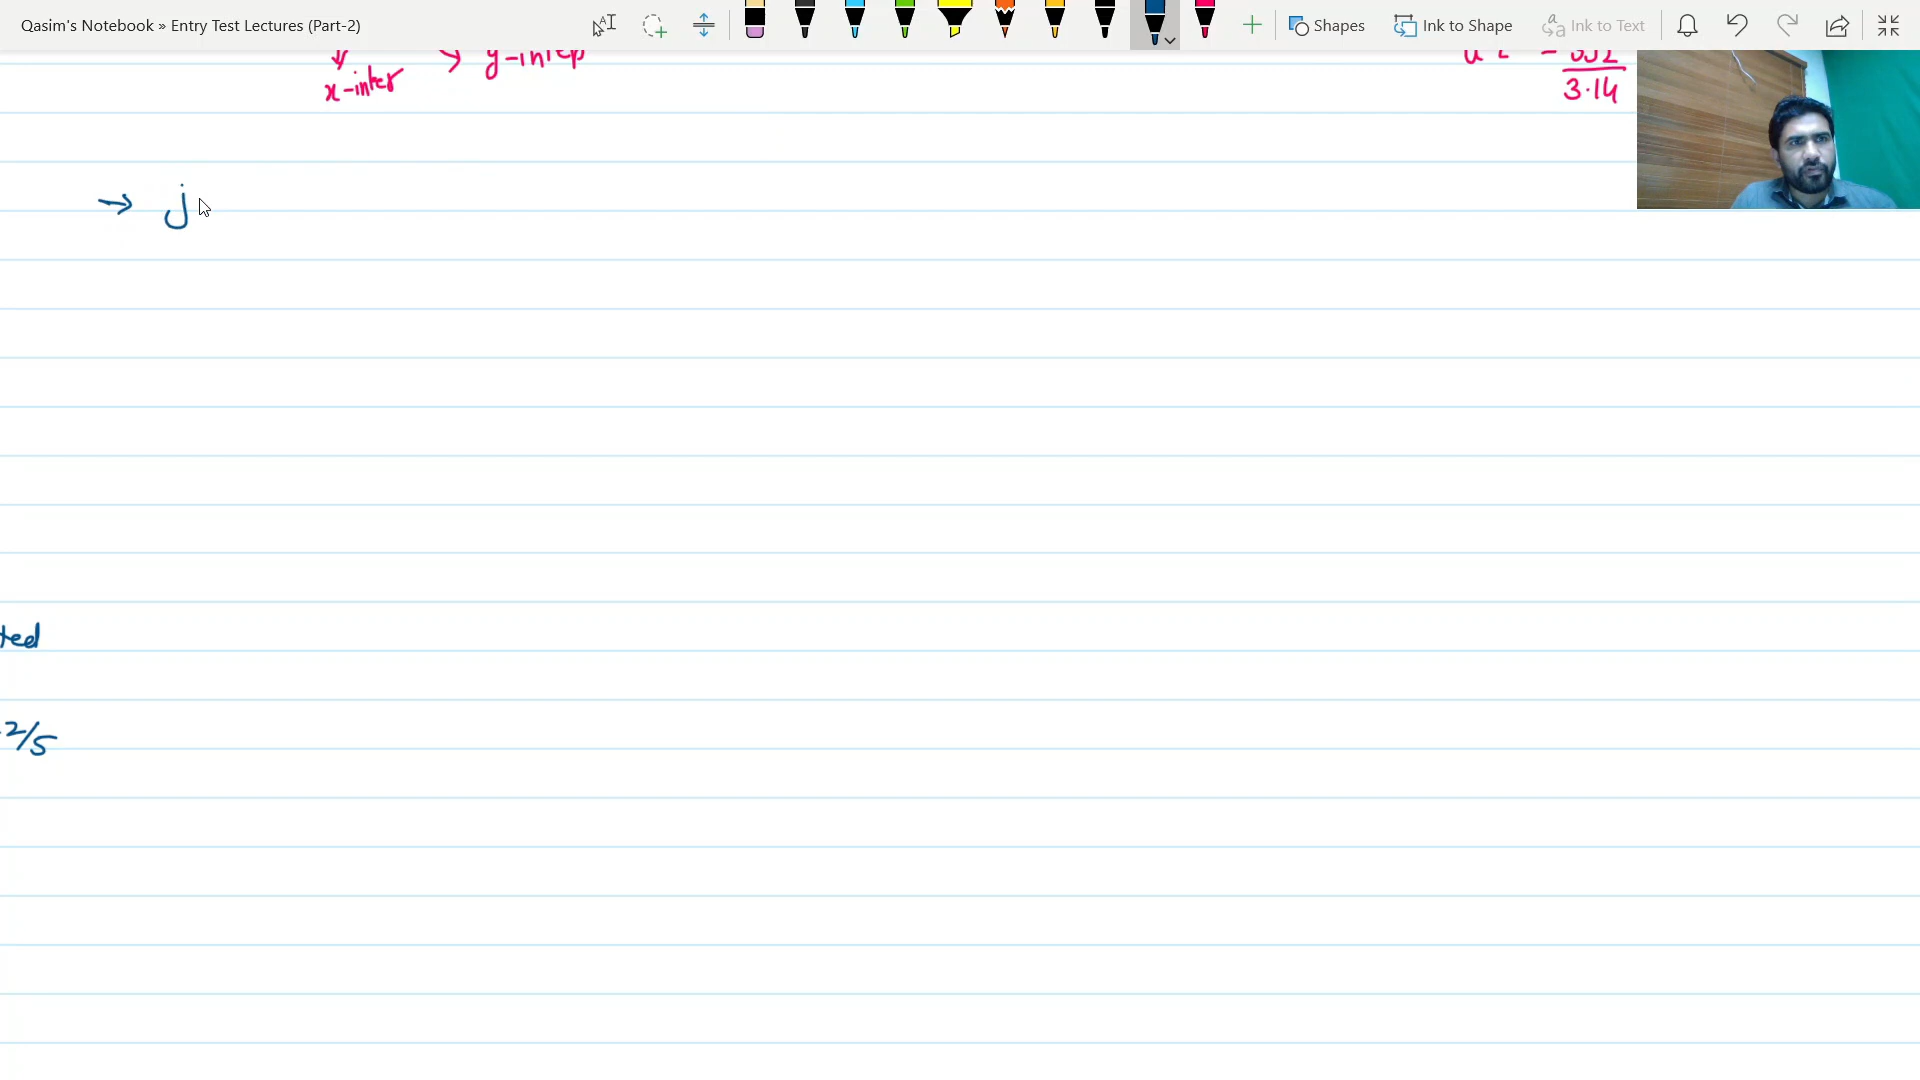 Qasim's Notebook » Entry Test Lectures (Part-2)
Shapes
Ink to Shape
Ink to Text
x-inter
y-intep
3.14
→ j
ted
2/5